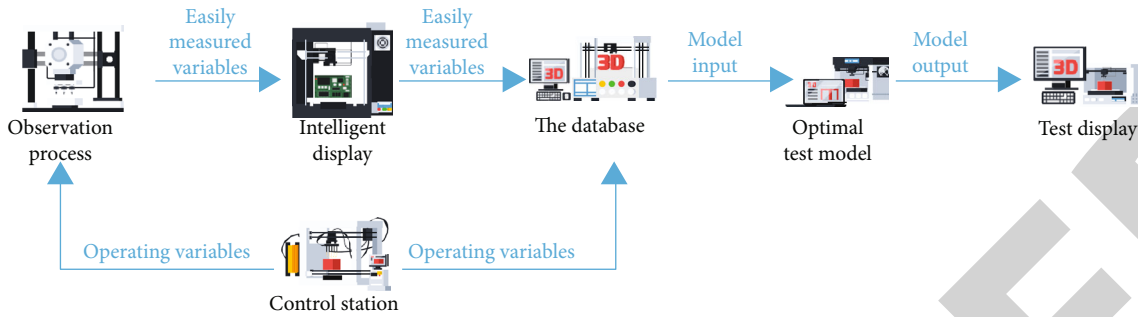 Easily
measured
variables
Easily
measured
variables
Model
input
Model
output
3D
3D
3D
Observation
process
Intelligent
display
The database
Optimal
test model
Test display
Operating variables
Operating variables
Control station